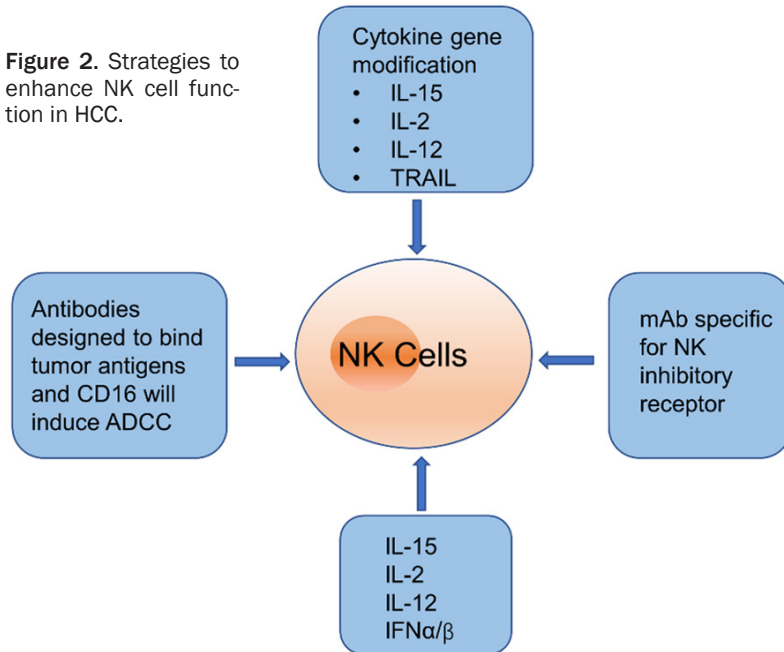 Figure 2. Strategies to
enhance NK cell func-
tion in HCC.
Cytokine gene
modification
• IL-15
• IL-2
• IL-12
• TRAIL
Antibodies
designed to bind
tumor antigens
and CD16 will
induce ADCC
NK Cells
mAb specific
for NK
inhibitory
receptor
IL-15
IL-2
IL-12
IFNα/β